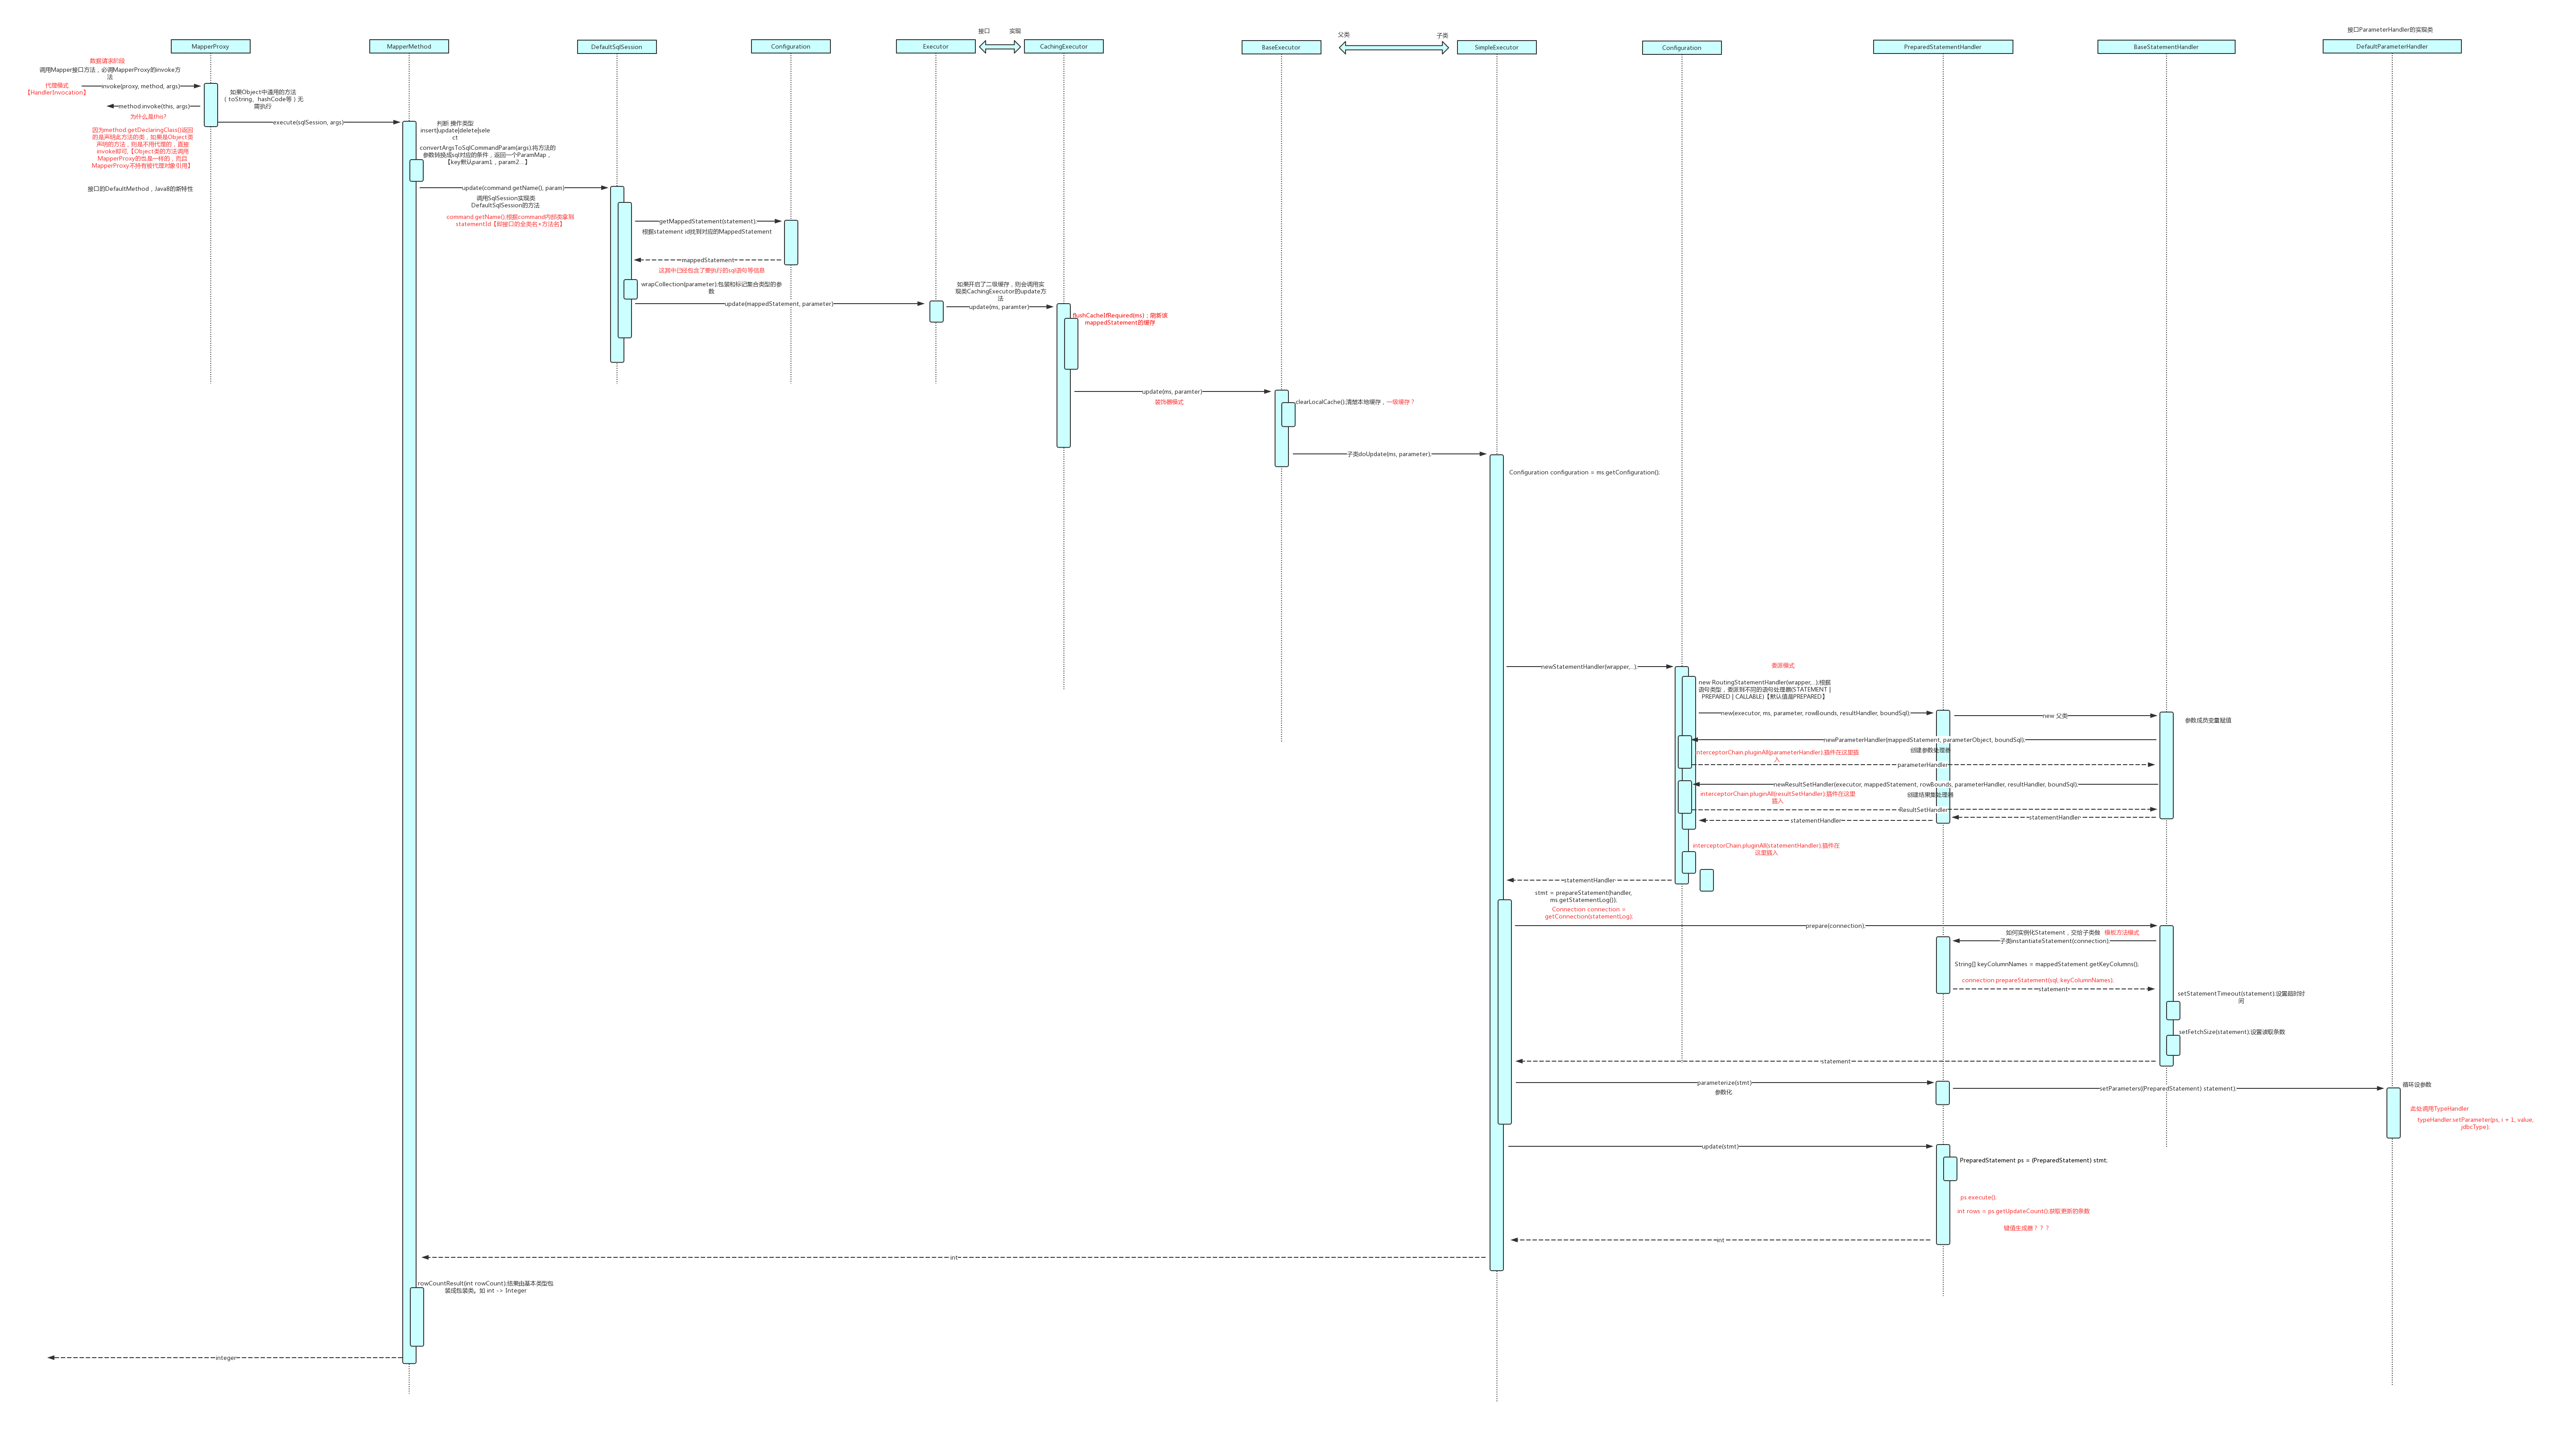 接口ParameterHandler的实现类
接口
实现
父类
子类
MapperProxy
MapperMethod
DefaultSqlSession
Configuration
Executor
CachingExecutor
BaseExecutor
SimpleExecutor
Configuration
PreparedStatementHandler
BaseStatementHandler
DefaultParameterHandler
数据请求阶段
调用Mapper接口方法，必调MapperProxy的invoke方
法
代理模式
【HandlerInvocation】
invoke(proxy, method, args)
如果Object中通用的方法
（toString、hashCode等）无
需执行
method.invoke(this, args)
为什么是this?
因为method.getDeclaringClass()返回
的是声明此方法的类，如果是Object类
声明的方法，则是不用代理的，直接
invoke即可,【Object类的方法调用
MapperProxy的也是一样的，而且
MapperProxy不持有被代理对象引用】
接口的DefaultMethod，Java8的新特性
execute(sqlSession, args)
判断 操作类型
insert|update|delete|sele
ct
convertArgsToSqlCommandParam(args);将方法的
参数转换成sql对应的条件，返回一个ParamMap，
【key默认param1，param2...】
update(command.getName(), param)
调用SqlSession实现类
DefaultSqlSession的方法
command.getName(),根据command内部类拿到
statementId【如接口的全类名+方法名】
getMappedStatement(statement);
根据statement id找到对应的MappedStatement
mappedStatement
这其中已经包含了要执行的sql语句等信息
wrapCollection(parameter);包装和标记集合类型的参
数
update(mappedStatement, parameter)
如果开启了二级缓存，则会调用实
现类CachingExecutor的update方
法
update(ms, paramter)
flushCacheIfRequired(ms)；刷新该
mappedStatement的缓存
update(ms, paramter)
装饰器模式
clearLocalCache();清楚本地缓存，一级缓存？
子类doUpdate(ms, parameter);
Configuration configuration = ms.getConfiguration();
newStatementHandler(wrapper,...);
委派模式
new RoutingStatementHandler(wrapper,...);根据
语句类型，委派到不同的语句处理器(STATEMENT |
PREPARED | CALLABLE)【默认值是PREPARED】
new(executor, ms, parameter, rowBounds, resultHandler, boundSql);
new 父类
参数成员变量赋值
newParameterHandler(mappedStatement, parameterObject, boundSql);
创建参数处理器
interceptorChain.pluginAll(parameterHandler);插件在这里插
入
parameterHandler
newResultSetHandler(executor, mappedStatement, rowBounds, parameterHandler, resultHandler, boundSql);
创建结果集处理器
interceptorChain.pluginAll(resultSetHandler);插件在这里
插入
ResultSetHandler
statementHandler
statementHandler
interceptorChain.pluginAll(statementHandler);插件在
这里插入
statementHandler
stmt = prepareStatement(handler,
ms.getStatementLog());
Connection connection =
getConnection(statementLog);
prepare(connection);
如何实例化Statement，交给子类做 模板方法模式
子类instantiateStatement(connection);
String[] keyColumnNames = mappedStatement.getKeyColumns();
connection.prepareStatement(sql, keyColumnNames);
statement
setStatementTimeout(statement);设置超时时
间
setFetchSize(statement);设置读取条数
statement
parameterize(stmt)
参数化
setParameters((PreparedStatement) statement);
循环设参数
此处调用TypeHandler
typeHandler.setParameter(ps, i + 1, value,
jdbcType);
update(stmt)
PreparedStatement ps = (PreparedStatement) stmt;
ps.execute();
int rows = ps.getUpdateCount();获取更新的条数
键值生成器？？？
int
int
rowCountResult(int rowCount);结果由基本类型包
装成包装类。如 int -> Integer
integer